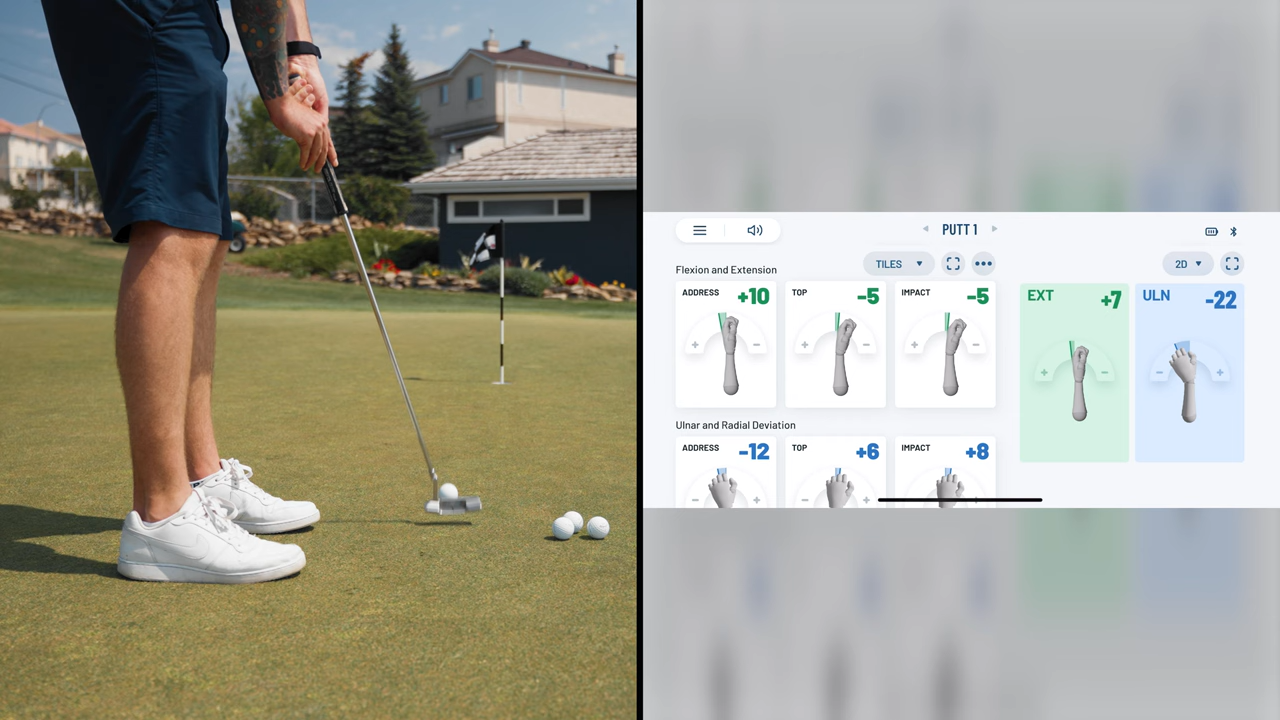 PUTT 1
TILES
2D
Flexion and Extension
ADDRESS +10
TOP -5
IMPACT -5
EXT +7
ULN -22
+ -
+ -
+ -
+ -
- +
Ulnar and Radial Deviation
ADDRESS -12
TOP +6
IMPACT +8
- +
- +
- +